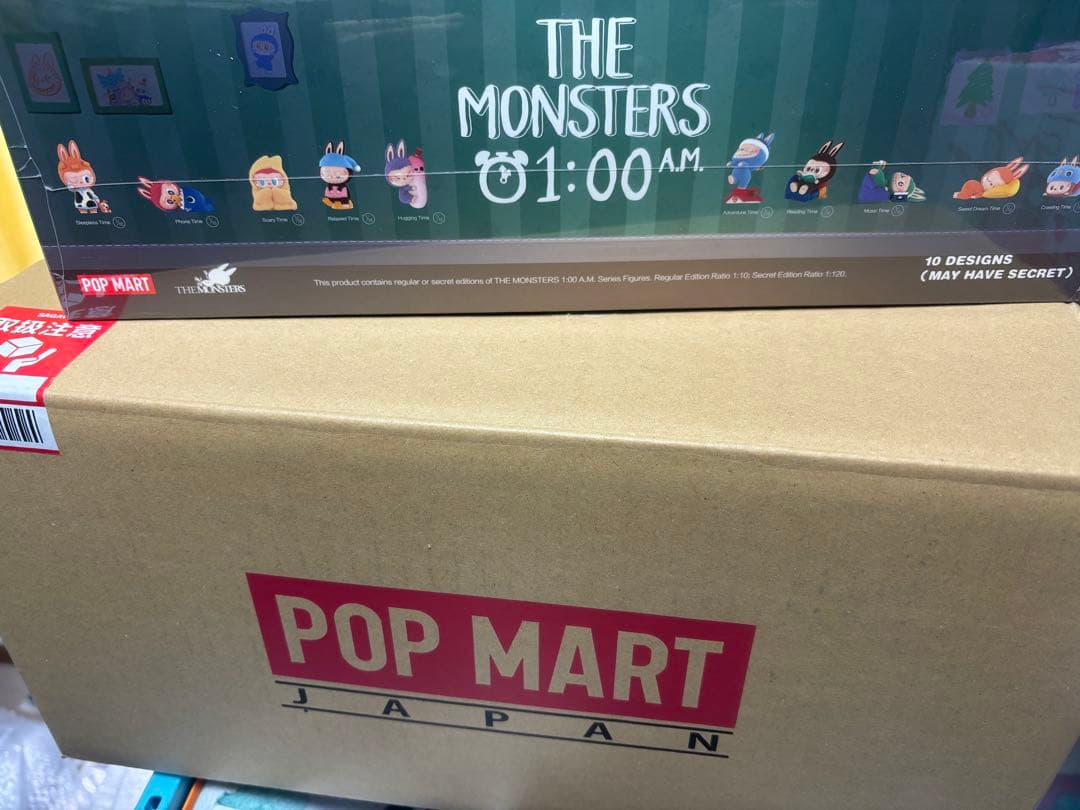 THE
MONSTERS
1:00 A.M.
Sleepless Time
Phone Time
Scary Time
Relaxed Time
Hugging Time
Adventure Time
Reading Time
Sweet Dream Time
POP MART
THE MONSTERS
This product contains regular or secret editions of THE MONSTERS 1:00 A.M. Series Figures. Regular Edition Ratio 1:10; Secret Edition Ratio 1:120.
10 DESIGNS
(MAY HAVE SECRET)
取扱注意
POP MART
JAPAN